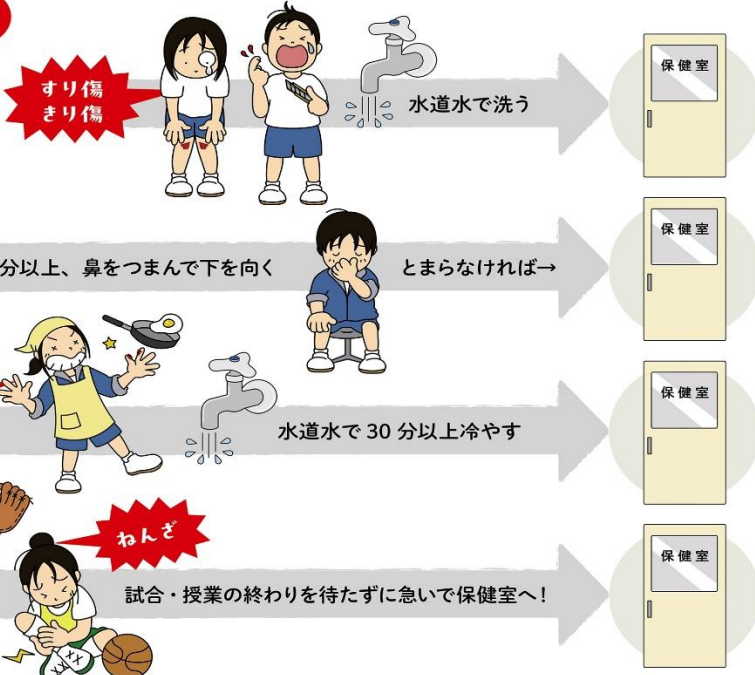 すり傷
きり傷
水道水で洗う
保健室
分以上、鼻をつまんで下を向く
とまらなければ→
保健室
水道水で30分以上冷やす
保健室
ねんざ
試合・授業の終わりを待たずに急いで保健室へ!
保健室